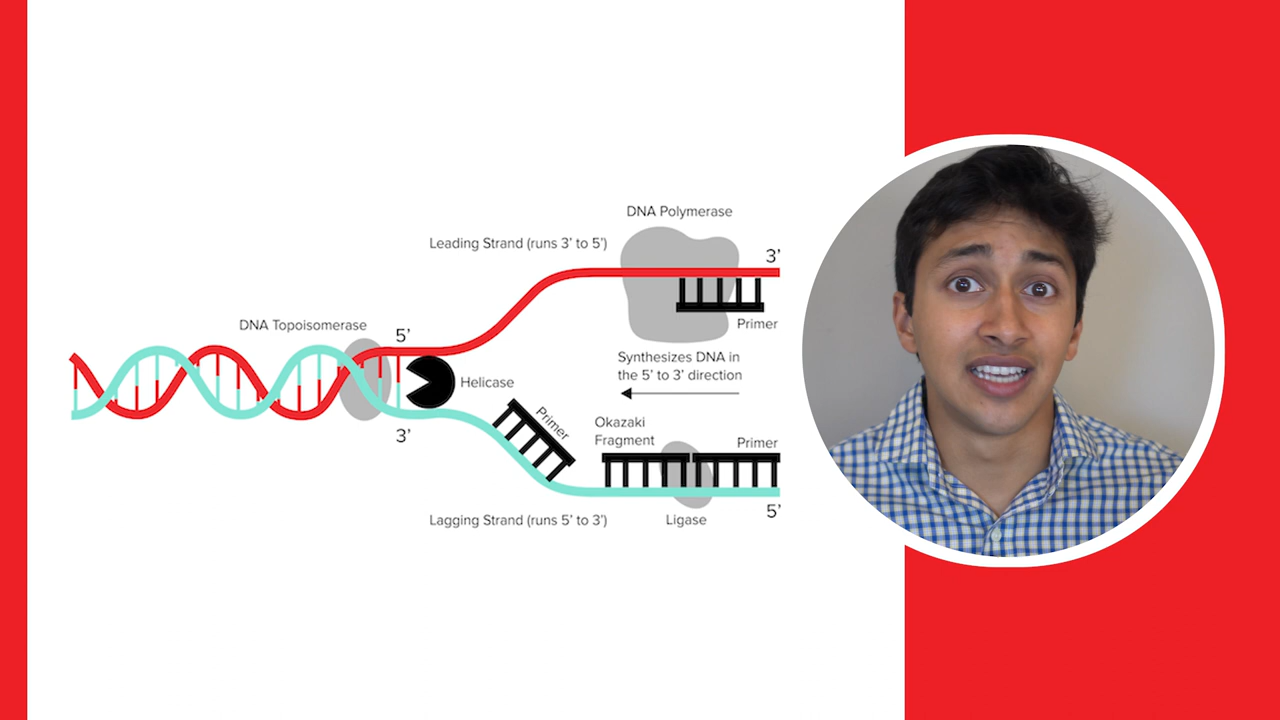 DNA Polymerase
Leading Strand (runs 3’ to 5’)
3’
Primer
DNA Topoisomerase
5’
Synthesizes DNA in
the 5’ to 3’ direction
Helicase
3’
Primer
Okazaki
Fragment
Primer
Lagging Strand (runs 5’ to 3’)
Ligase
5’